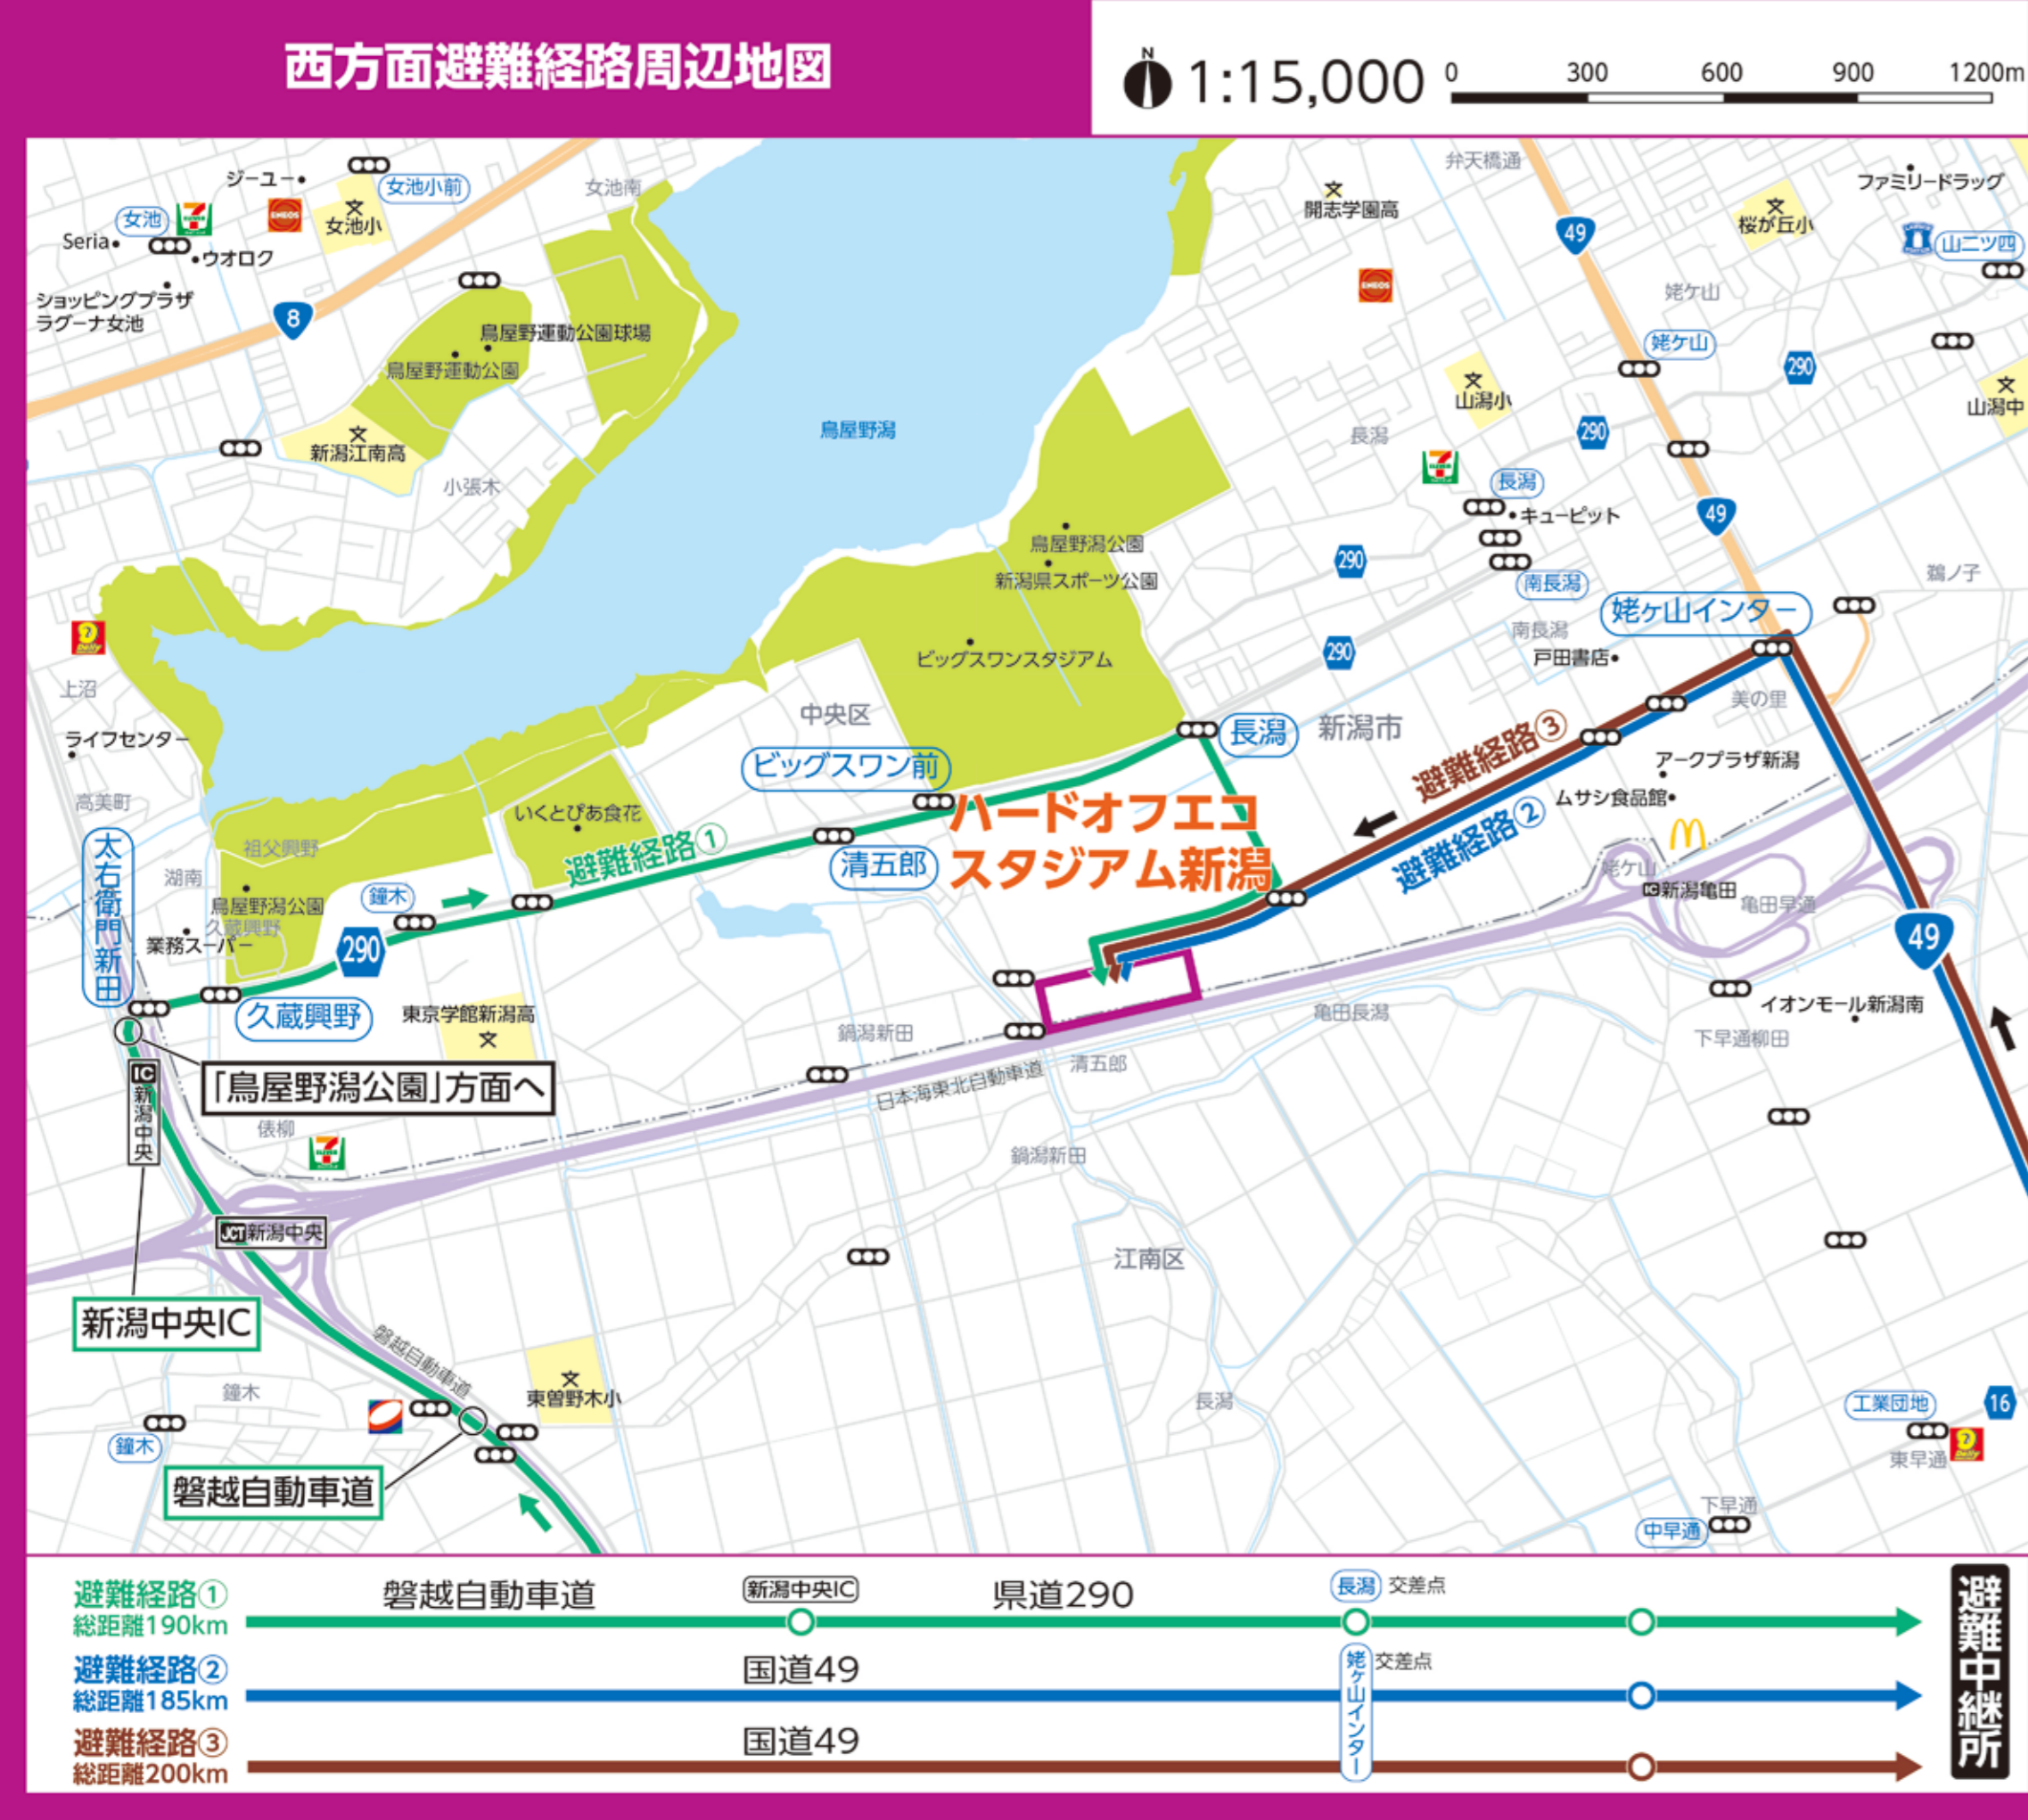 西方面避難経路周辺地図
N
1:15,000
0 300 600 900 1200m
ジーユー
女池小前
女池南
女池
ENEOS
女池小
Seria
ウオロク
ショッピングプラザ
ラグーナ女池
8
鳥屋野運動公園球場
鳥屋野運動公園
新潟江南高
小張木
鳥屋野潟
弁天橋通
開志学園高
ENEOS
49
桜が丘小
ファミリードラッグ
山二ツ四
姥ケ山
姥ケ山
290
山潟小
山潟中
290
長潟
長潟
キューピット
49
290
南長潟
鵜ノ子
姥ヶ山インター
南長潟
戸田書店
290
美の里
鳥屋野潟公園
新潟県スポーツ公園
ビッグスワンスタジアム
Daily
上沼
ライフセンター
高美町
太右衛門新田
中央区
ビッグスワン前
長潟
新潟市
避難経路③
避難経路②
アークプラザ新潟
ムサシ食品館
いくとぴあ食花
避難経路①
清五郎
ハードオフエコ
スタジアム新潟
祖父興野
湖南
鳥屋野潟公園
久蔵興野
業務スーパー
鐘木
290
久蔵興野
東京学館新潟高
姥ケ山
IC新潟亀田
亀田早通
49
イオンモール新潟南
下早通柳田
亀田長潟
鍋潟新田
清五郎
日本海東北自動車道
「鳥屋野潟公園」方面へ
IC新潟中央
俵柳
JCT新潟中央
鍋潟新田
江南区
新潟中央IC
磐越自動車道
東曽野木小
鐘木
鐘木
磐越自動車道
長潟
工業団地
16
東早通
Daily
下早通
中早通
避難経路①
総距離190km
磐越自動車道
新潟中央IC
県道290
長潟 交差点
避難経路②
総距離185km
国道49
姥ヶ山インター 交差点
避難経路③
総距離200km
国道49
避難中継所